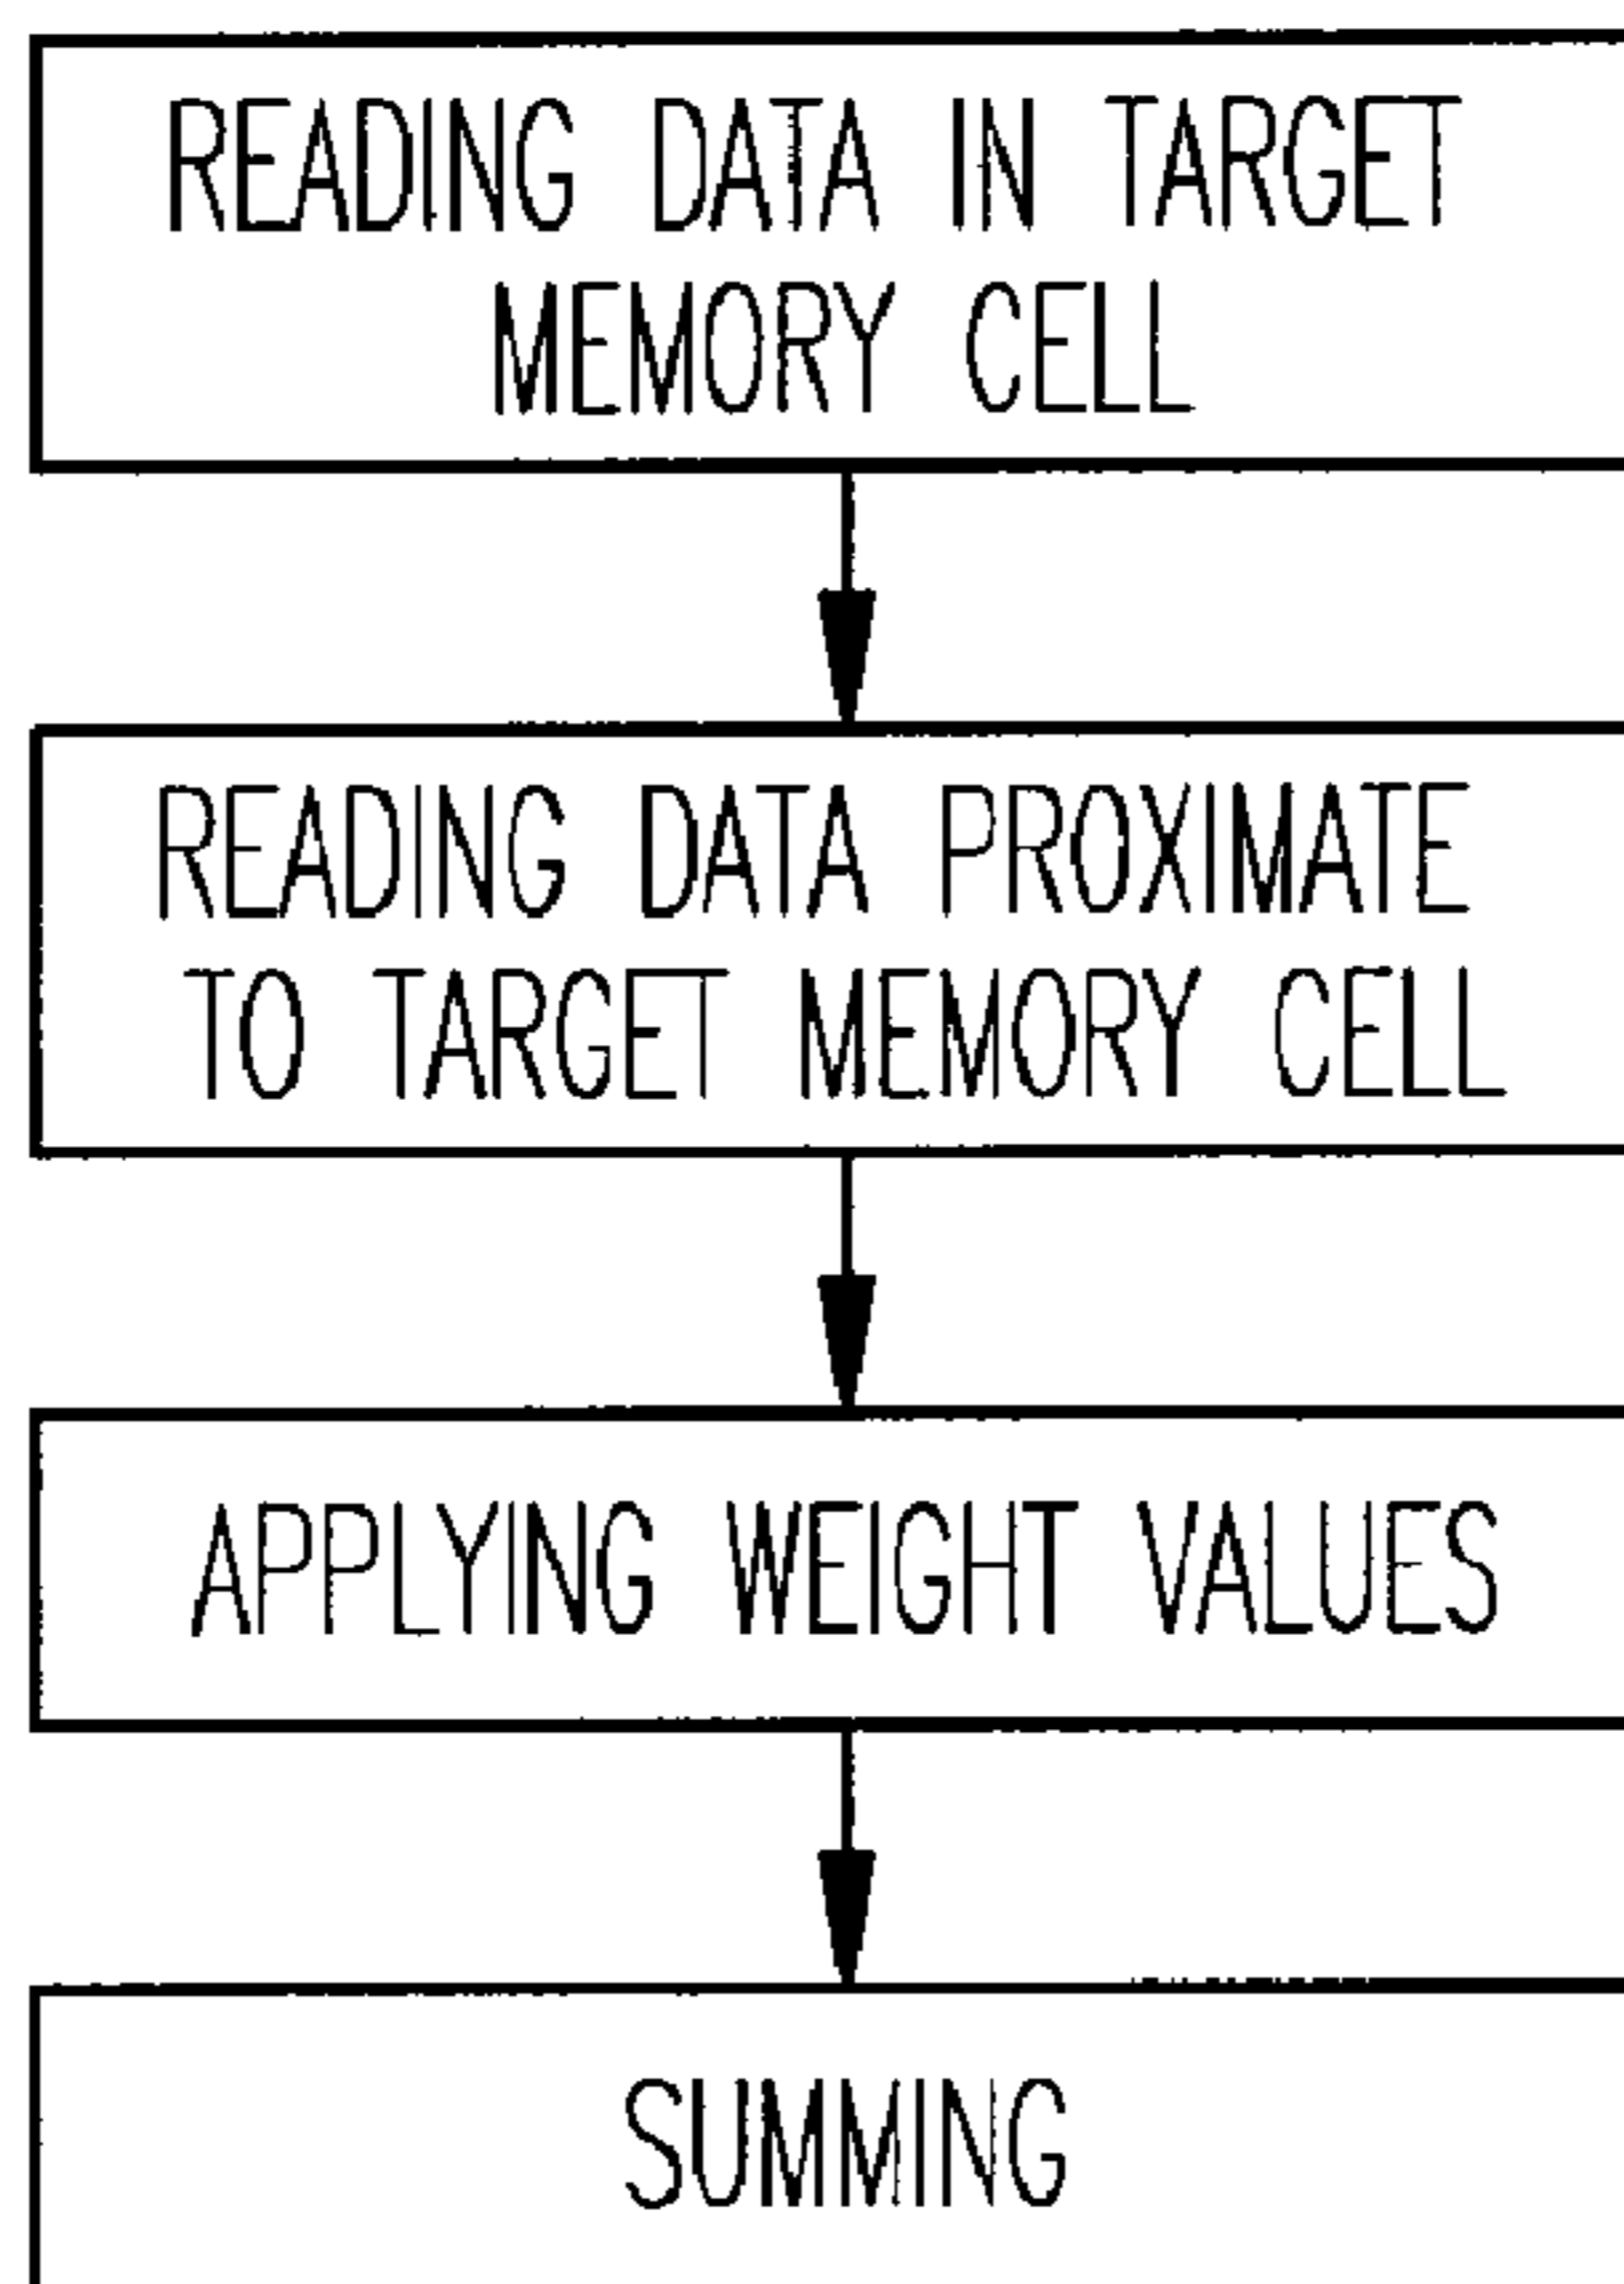 READING DATA IN TARGET
MEMORY CELL
READING DATA PROXIMATE
TO TARGET MEMORY CELL
APPLYING WEIGHT VALUES
SUMMING